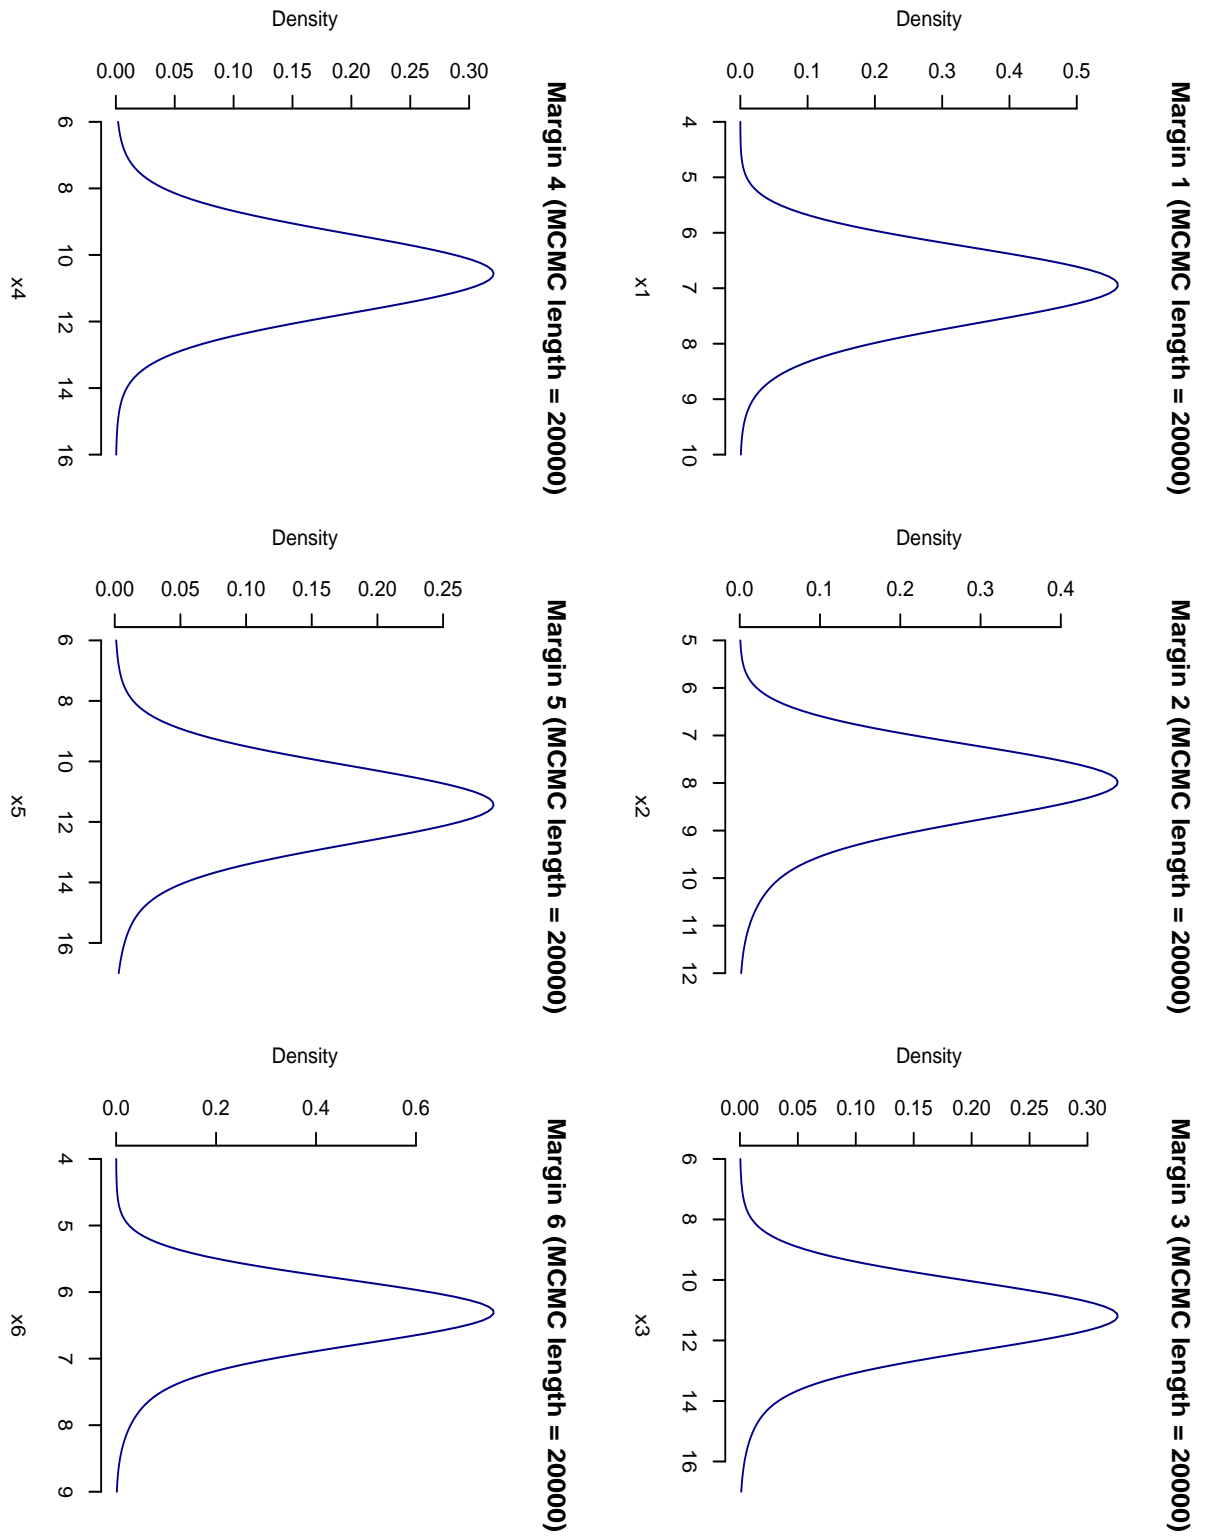 Margin 1 (MCMC length = 20000)
Density
0.0 0.1 0.2 0.3 0.4 0.5
4 5 6 7 8 9 10
x1
Margin 2 (MCMC length = 20000)
Density
0.0 0.1 0.2 0.3 0.4
5 6 7 8 9 10 11 12
x2
Margin 3 (MCMC length = 20000)
Density
0.00 0.05 0.10 0.15 0.20 0.25 0.30
6 8 10 12 14 16
x3
Margin 4 (MCMC length = 20000)
Density
0.00 0.05 0.10 0.15 0.20 0.25 0.30
6 8 10 12 14 16
x4
Margin 5 (MCMC length = 20000)
Density
0.00 0.05 0.10 0.15 0.20 0.25
6 8 10 12 14 16
x5
Margin 6 (MCMC length = 20000)
Density
0.0 0.2 0.4 0.6
4 5 6 7 8 9
x6